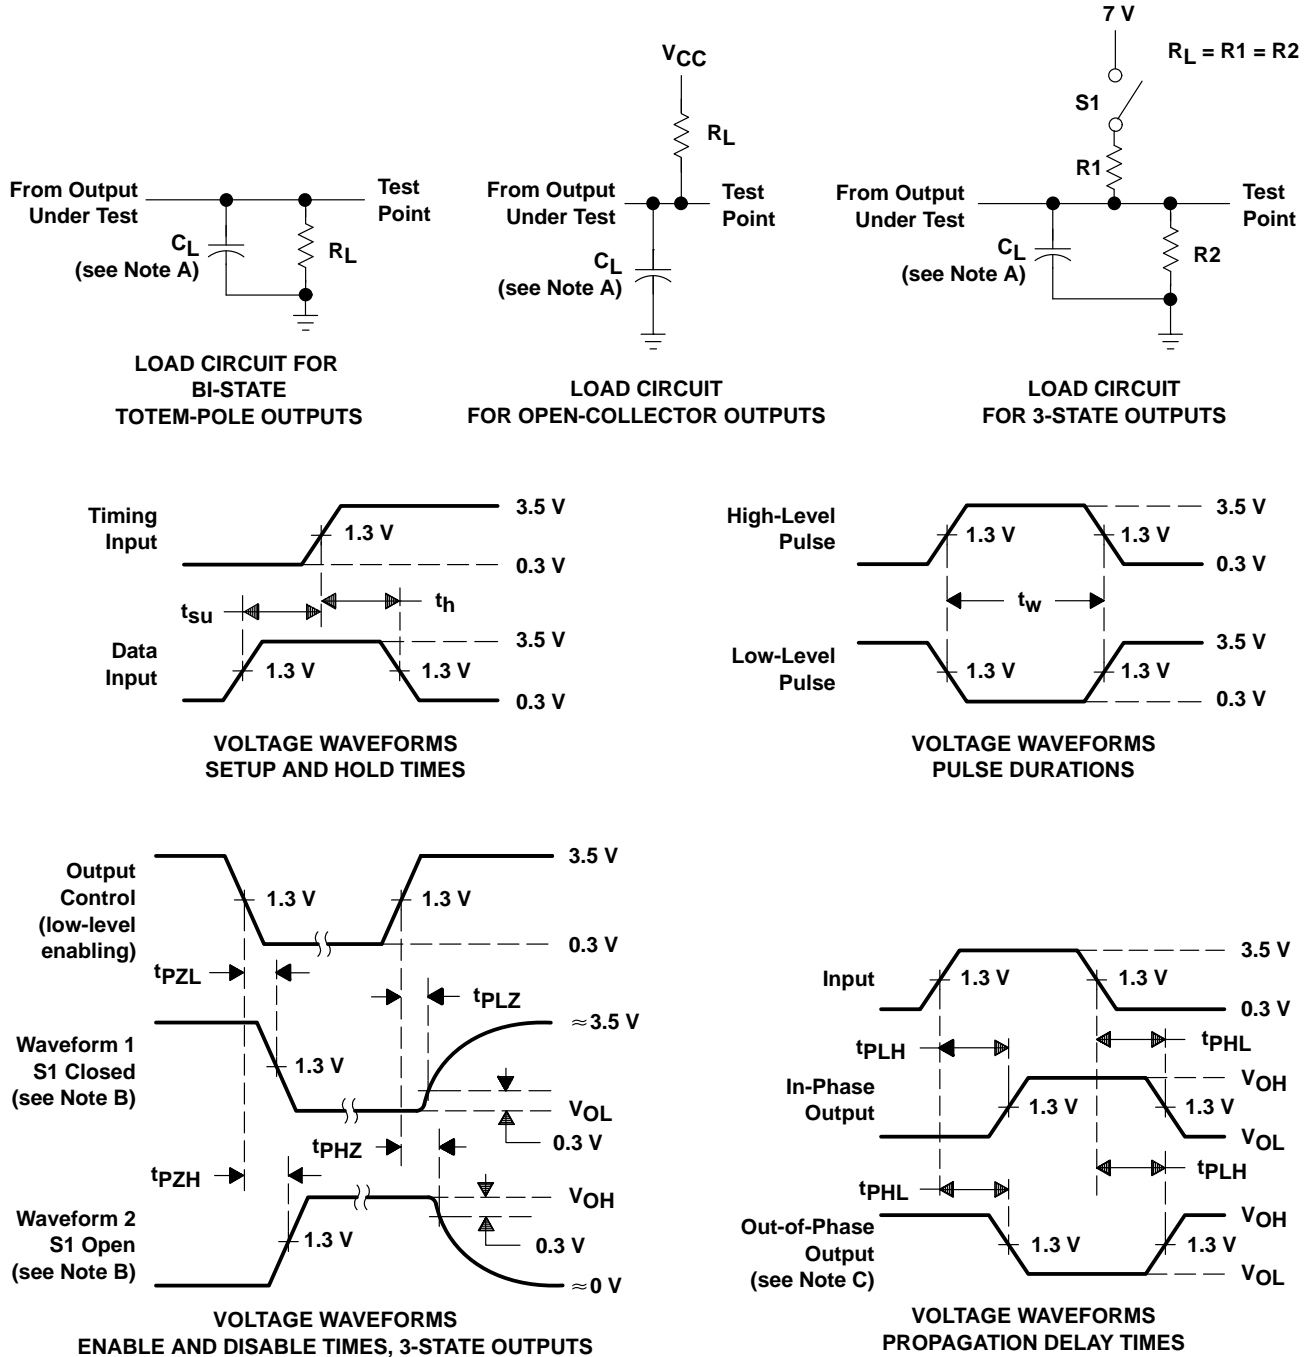 From Output
Under Test
Test
Point
CL
(see Note A)
RL
LOAD CIRCUIT FOR
BI-STATE
TOTEM-POLE OUTPUTS
VCC
RL
From Output
Under Test
Test
Point
CL
(see Note A)
LOAD CIRCUIT
FOR OPEN-COLLECTOR OUTPUTS
7 V
RL = R1 = R2
S1
R1
From Output
Under Test
Test
Point
CL
(see Note A)
R2
LOAD CIRCUIT
FOR 3-STATE OUTPUTS
Timing
Input
3.5 V
1.3 V
0.3 V
tsu
th
Data
Input
3.5 V
1.3 V
1.3 V
0.3 V
VOLTAGE WAVEFORMS
SETUP AND HOLD TIMES
High-Level
Pulse
3.5 V
1.3 V
1.3 V
0.3 V
tw
Low-Level
Pulse
3.5 V
1.3 V
1.3 V
0.3 V
VOLTAGE WAVEFORMS
PULSE DURATIONS
Output
Control
(low-level
enabling)
3.5 V
1.3 V
1.3 V
0.3 V
tPZL
tPLZ
Waveform 1
S1 Closed
(see Note B)
≈3.5 V
1.3 V
VOL
0.3 V
tPHZ
tPZH
Waveform 2
S1 Open
(see Note B)
VOH
1.3 V
0.3 V
≈0 V
VOLTAGE WAVEFORMS
ENABLE AND DISABLE TIMES, 3-STATE OUTPUTS
Input
3.5 V
1.3 V
1.3 V
0.3 V
tPLH
tPHL
In-Phase
Output
VOH
1.3 V
1.3 V
VOL
tPHL
tPLH
Out-of-Phase
Output
(see Note C)
VOH
1.3 V
1.3 V
VOL
VOLTAGE WAVEFORMS
PROPAGATION DELAY TIMES